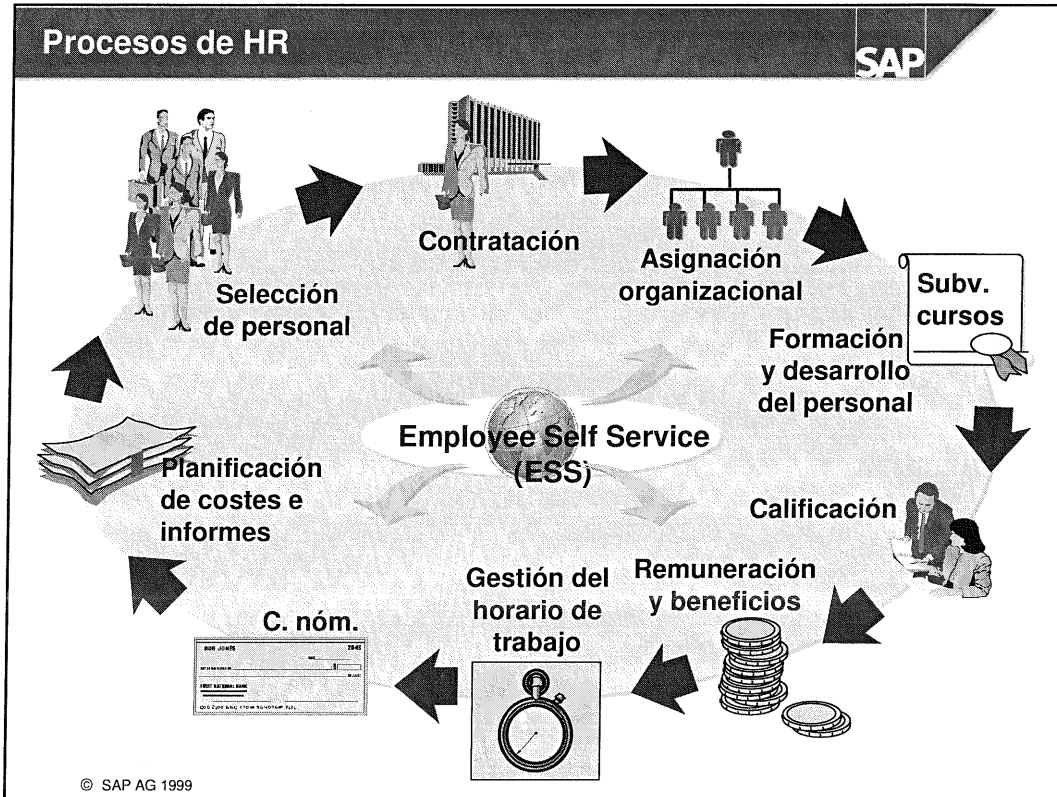 Procesos de HR
SAP
Contratación
Asignación
organizacional
Subv.
cursos
Selección
de personal
Formación
y desarrollo
del personal
Employee Self Service
(ESS)
Planificación
de costes e
informes
Calificación
Remuneración
y beneficios
Gestión del
horario de
trabajo
C. nóm.
BOB JONES
FIRST NATIONAL BANK
© SAP AG 1999